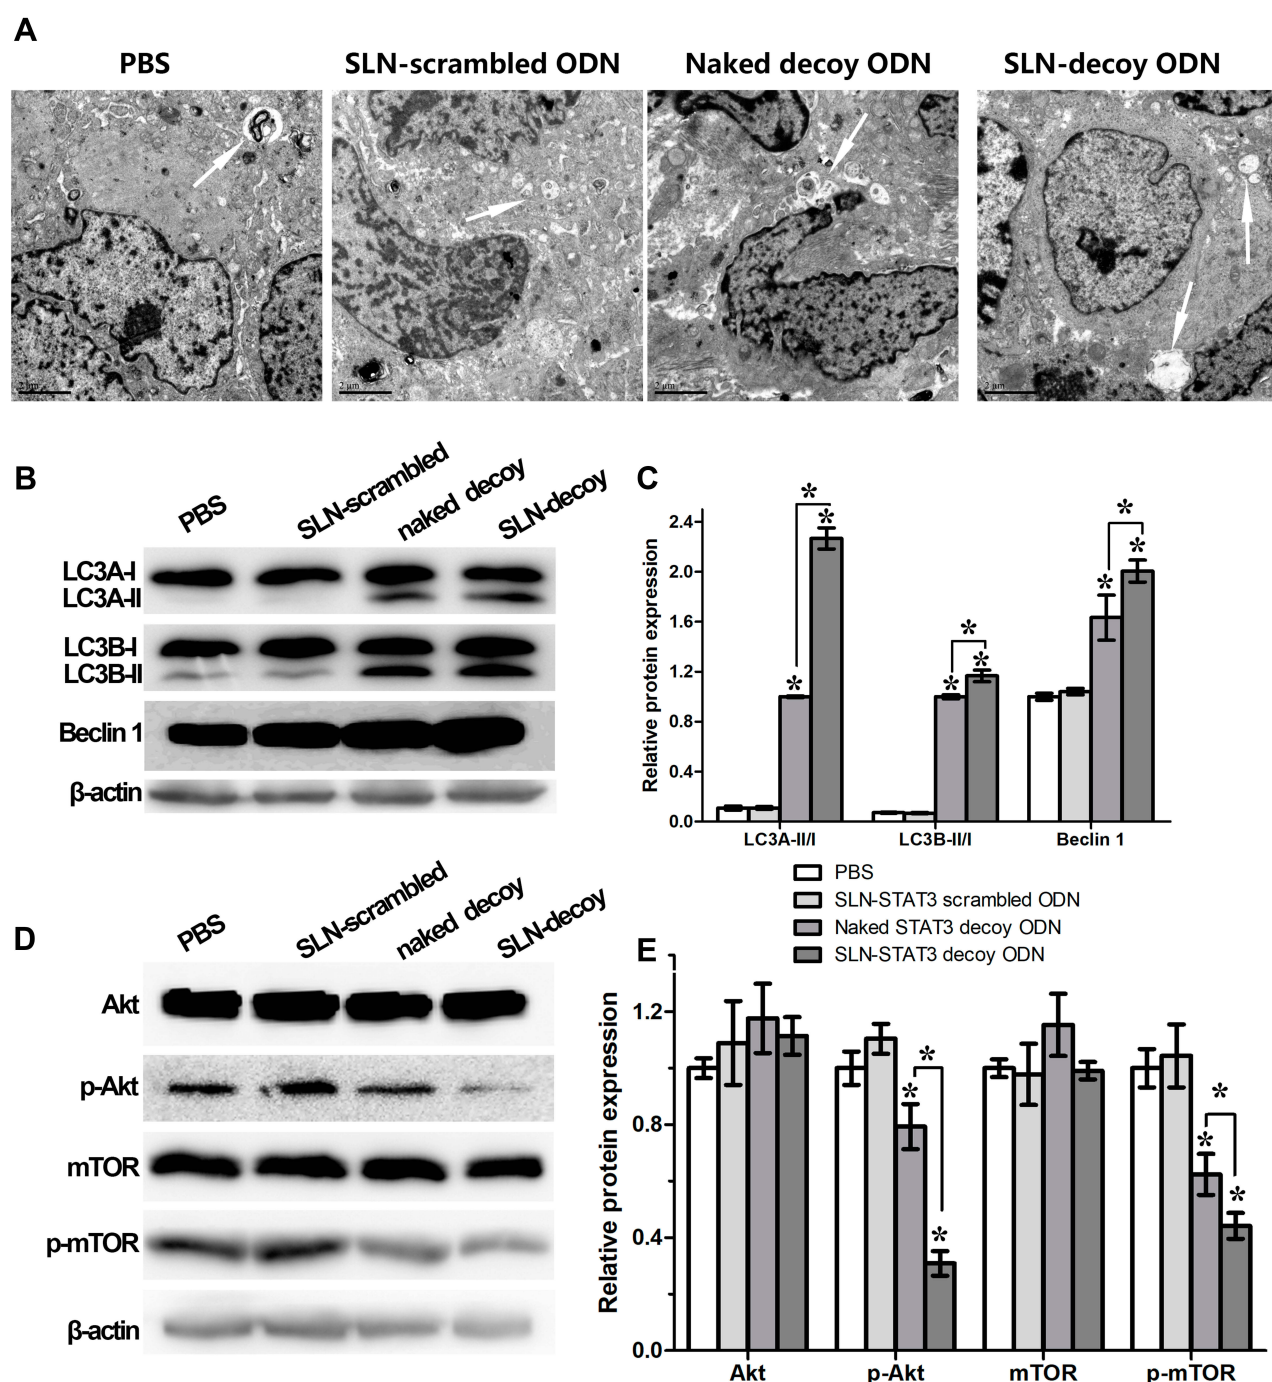 A
PBS
SLN-scrambled ODN
Naked decoy ODN
SLN-decoy ODN
2 µm
2 µm
2 µm
2 µm
B
PBS
SLN-scrambled
naked decoy
SLN-decoy
LC3A-I
LC3A-II
LC3B-I
LC3B-II
Beclin 1
β-actin
C
Relative protein expression
2.4
2.0
1.6
1.2
0.8
0.4
0.0
* * *
* * *
* * *
LC3A-II/I
LC3B-II/I
Beclin 1
PBS
SLN-STAT3 scrambled ODN
Naked STAT3 decoy ODN
SLN-STAT3 decoy ODN
D
PBS
SLN-scrambled
naked decoy
SLN-decoy
Akt
p-Akt
mTOR
p-mTOR
β-actin
E
Relative protein expression
1.2
0.8
0.4
0.0
* * *
* * *
Akt
p-Akt
mTOR
p-mTOR